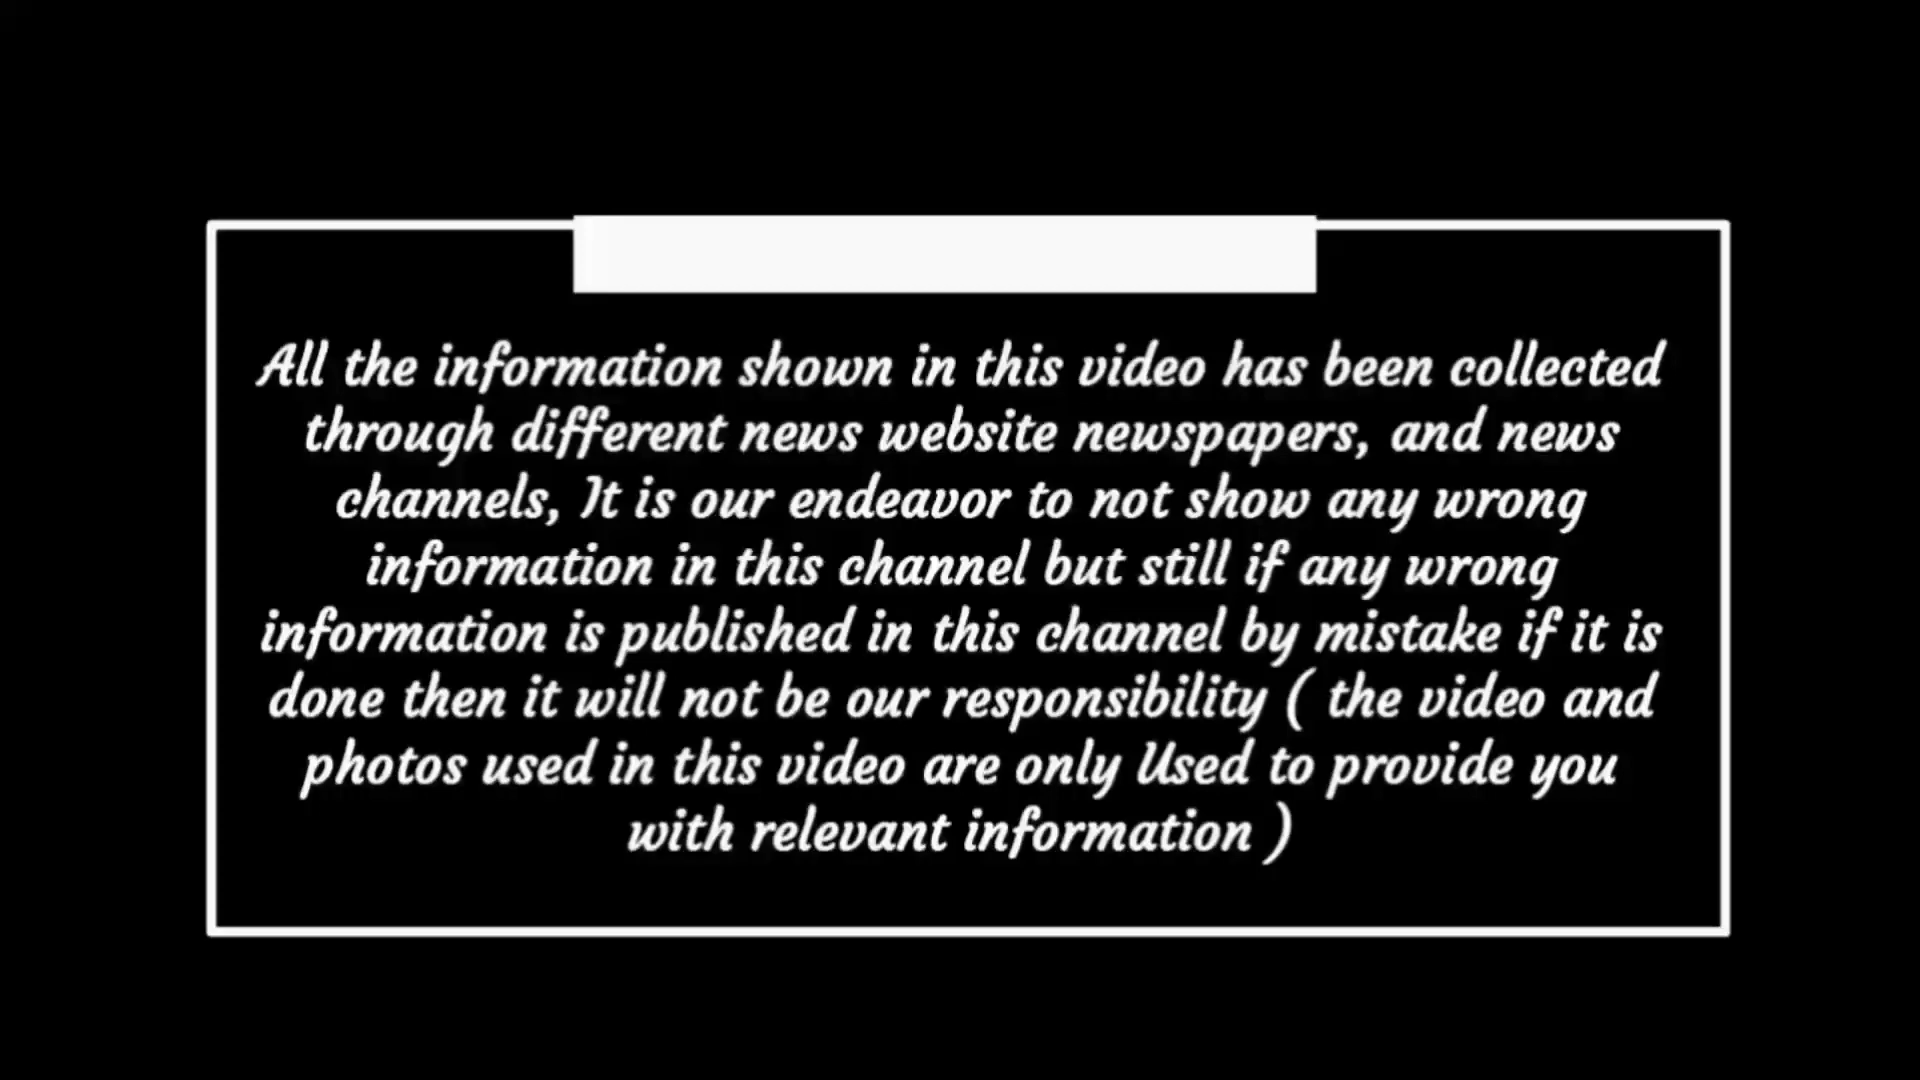 All the information shown in this video has been collected
through different news website newspapers, and news
channels, It is our endeavor to not show any wrong
information in this channel but still if any wrong
information is published in this channel by mistake if it is
done then it will not be our responsibility ( the video and
photos used in this video are only Used to provide you
with relevant information )